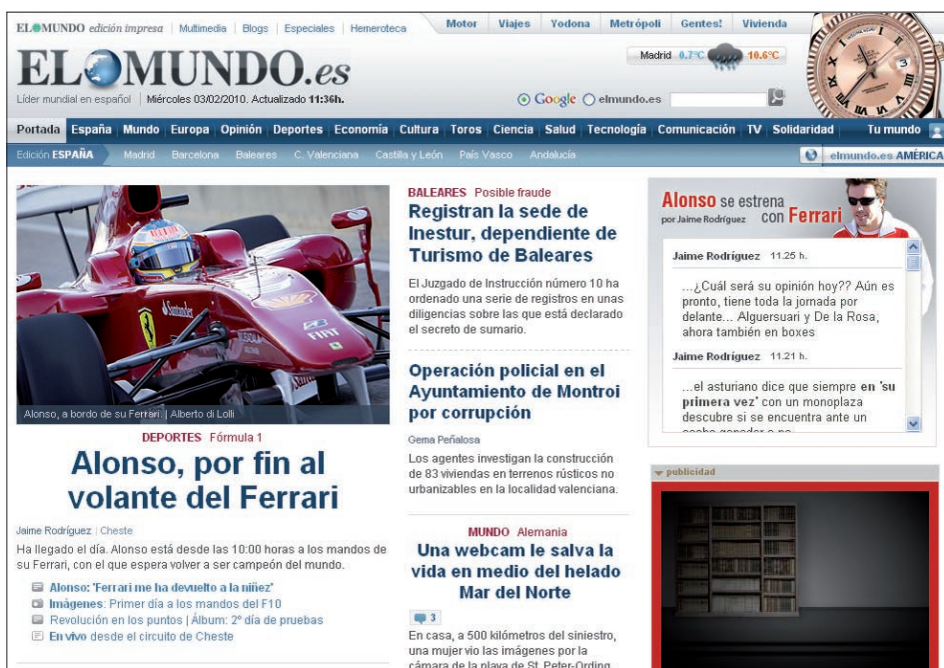 EL MUNDO edición impresa | Multimedia | Blogs | Especiales | Hemeroteca
Motor Viajes Yodona Metrópoli Gentes! Vivienda
EL MUNDO.es
Madrid 0.7°C 10.6°C
Líder mundial en español | Miércoles 03/02/2010. Actualizado 11:36h.
Google elmundo.es
Portada España Mundo Europa Opinión Deportes Economía Cultura Toros Ciencia Salud Tecnología Comunicación TV Solidaridad Tu mundo
Edición ESPAÑA Madrid Barcelona Baleares C. Valenciana Castilla y León País Vasco Andalucía
elmundo.es AMÉRICA
Santander
FIAT
Alonso, a bordo de su Ferrari. | Alberto di Lolli
DEPORTES Fórmula 1
Alonso, por fin al
volante del Ferrari
Jaime Rodríguez | Cheste
Ha llegado el día. Alonso está desde las 10:00 horas a los mandos de
su Ferrari, con el que espera volver a ser campeón del mundo.
Alonso: 'Ferrari me ha devuelto a la niñez'
Imágenes: Primer día a los mandos del F10
Revolución en los puntos | Álbum: 2º día de pruebas
En vivo desde el circuito de Cheste
BALEARES Posible fraude
Registran la sede de
Inestur, dependiente de
Turismo de Baleares
El Juzgado de Instrucción número 10 ha
ordenado una serie de registros en unas
diligencias sobre las que está declarado
el secreto de sumario.
Operación policial en el
Ayuntamiento de Montroi
por corrupción
Gema Peñalosa
Los agentes investigan la construcción
de 83 viviendas en terrenos rústicos no
urbanizables en la localidad valenciana.
MUNDO Alemania
Una webcam le salva la
vida en medio del helado
Mar del Norte
3
En casa, a 500 kilómetros del siniestro,
una mujer vio las imágenes por la
cámara de la playa de St. Peter-Ording
Alonso se estrena
por Jaime Rodríguez con Ferrari
Jaime Rodríguez 11.25 h.
...¿Cuál será su opinión hoy?? Aún es
pronto, tiene toda la jornada por
delante... Alguersuari y De la Rosa,
ahora también en boxes
Jaime Rodríguez 11.21 h.
...el asturiano dice que siempre en 'su
primera vez' con un monoplaza
descubre si se encuentra ante un
publicidad